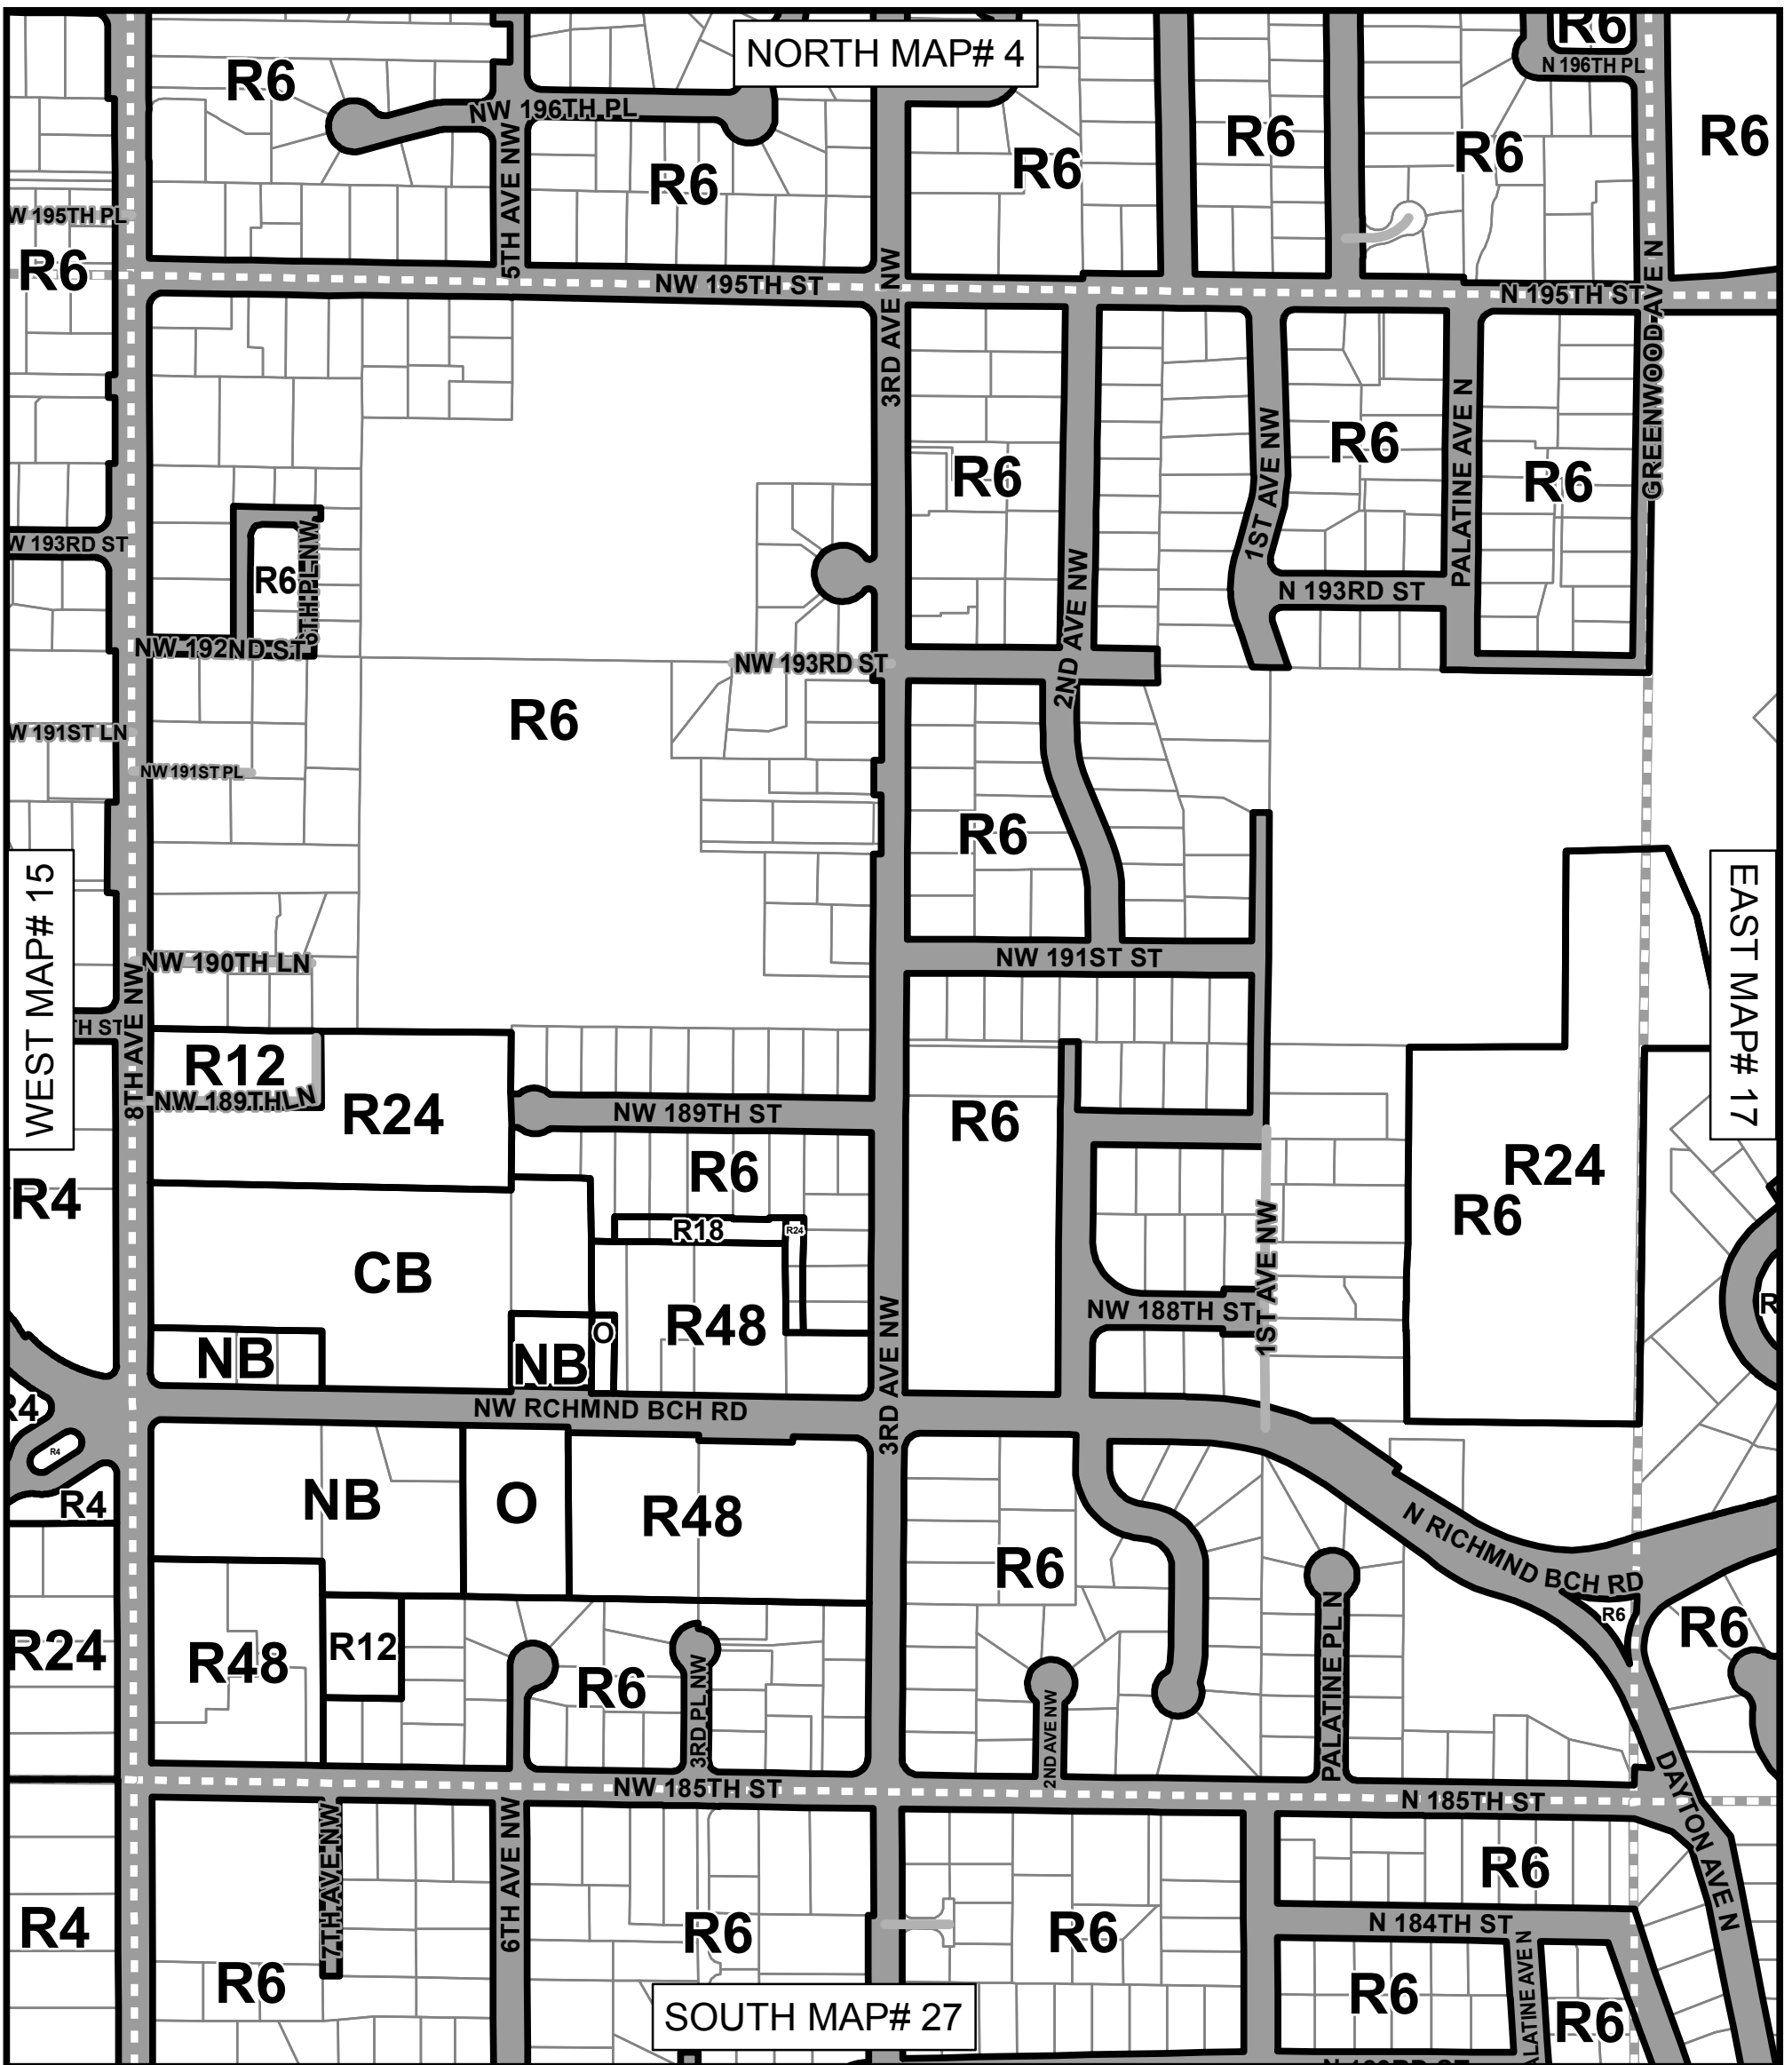 NORTH MAP# 4
R6
N 196TH PL
R6
NW 196TH PL
R6
R6
R6
R6
R6
5TH AVE NW
W 195TH PL
R6
NW 195TH ST
3RD AVE NW
N 195TH ST
GREENWOOD AVE N
R6
R6
R6
1ST AVE NW
PALATINE AVE N
W 193RD ST
R6
6TH PL NW
N 193RD ST
NW 192ND ST
NW 193RD ST
2ND AVE NW
R6
W 191ST LN
NW 191ST PL
R6
WEST MAP# 15
EAST MAP# 17
NW 190TH LN
NW 191ST ST
TH ST
8TH AVE NW
R12
NW 189TH LN
R24
NW 189TH ST
R6
R24
R6
R6
R4
R18
R24
CB
1ST AVE NW
NW 188TH ST
R48
O
NB
NB
3RD AVE NW
R
R4
NW RCHMND BCH RD
R4
R4
NB
O
R48
R6
N RICHMND BCH RD
R6
R6
R24
R48
R12
R6
3RD PL NW
2ND AVE NW
PALATINE PL N
NW 185TH ST
N 185TH ST
DAYTON AVE N
7TH AVE NW
6TH AVE NW
R6
R4
R6
R6
N 184TH ST
R6
R6
ALATINE AVE N
R6
SOUTH MAP# 27